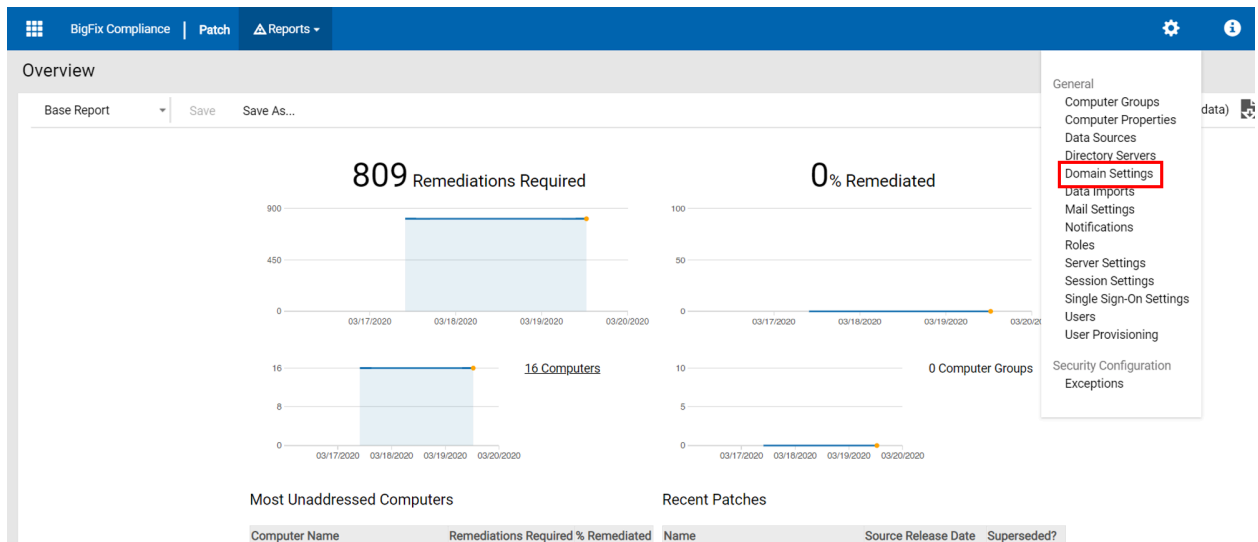 BigFix Compliance | Patch Reports
Overview
Base Report Save Save As... data)
General
Computer Groups
Computer Properties
Data Sources
Directory Servers
Domain Settings
Data Imports
Mail Settings
Notifications
Roles
Server Settings
Session Settings
Single Sign-On Settings
Users
User Provisioning
Security Configuration
Exceptions
809 Remediations Required
900
450
0
03/17/2020 03/18/2020 03/19/2020 03/20/2020
0% Remediated
100
50
0
03/17/2020 03/18/2020 03/19/2020 03/20/20
16 Computers
16
8
0
03/17/2020 03/18/2020 03/19/2020 03/20/2020
0 Computer Groups
10
5
0
03/17/2020 03/18/2020 03/19/2020 03/20/2020
Most Unaddressed Computers
Computer Name Remediations Required % Remediated
Recent Patches
Name Source Release Date Superseded?